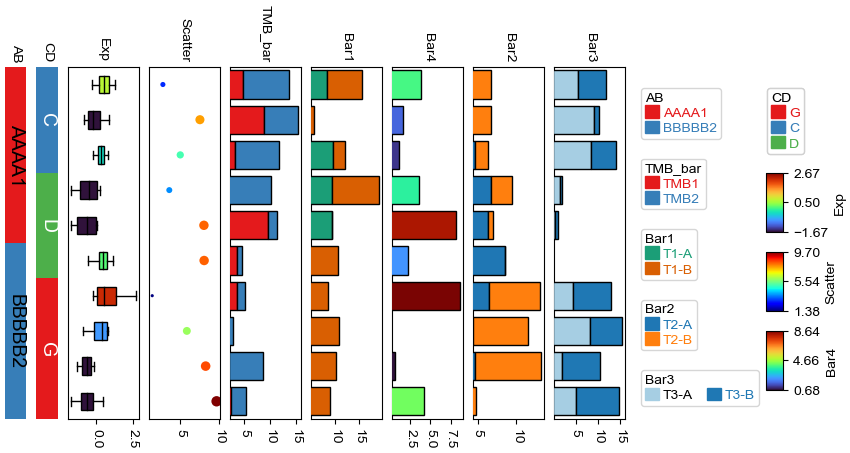 AB
CD
Exp
Scatter
TMB_bar
Bar1
Bar4
Bar2
Bar3
AAAA1
BBBBB2
C
D
G
0.0 2.5
5 10
5 10 15
10 15
2.5 5.0 7.5
5 10
5 10 15
AB
AAAA1
BBBBB2
TMB_bar
TMB1
TMB2
Bar1
T1-A
T1-B
Bar2
T2-A
T2-B
Bar3
T3-A T3-B
CD
G
C
D
2.67
0.50
−1.67
Exp
9.70
5.54
1.38
Scatter
8.64
4.66
0.68
Bar4